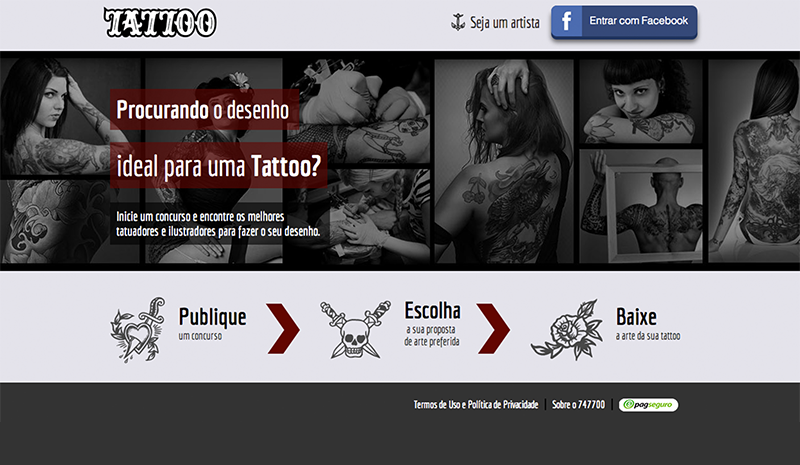 TATTOO
Seja um artista
Entrar com Facebook
Procurando o desenho
ideal para uma Tattoo?
Inicie um concurso e encontre os melhores
tatuadores e ilustradores para fazer o seu desenho.
Publique
um concurso
Escolha
a sua proposta
de arte preferida
Baixe
a arte da sua tattoo
Termos de Uso e Política de Privacidade | Sobre o 747700 | pagseguro